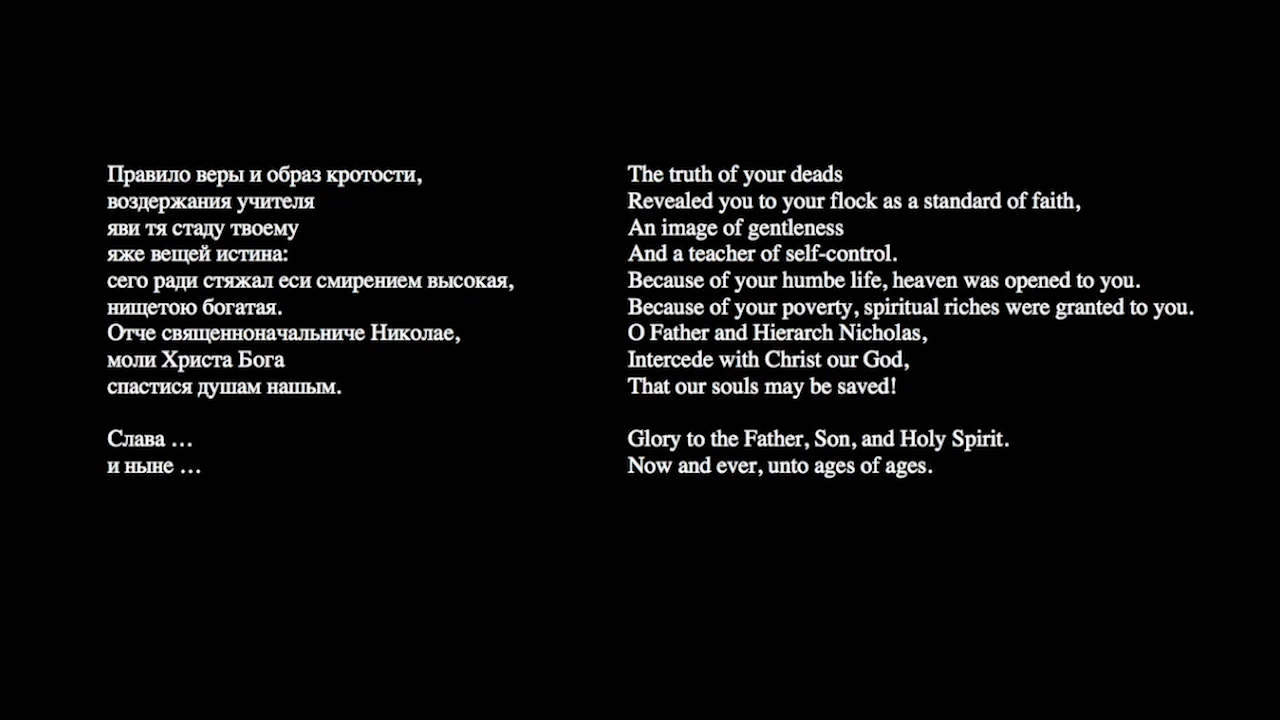 Правило веры и образ кротости,
воздержания учителя
яви тя стаду твоему
яже вещей истина:
сего ради стяжал еси смирением высокая,
нищетою богатая.
Отче священноначальниче Николае,
моли Христа Бога
спастися душам нашым.
Слава …
и ныне …
The truth of your deads
Revealed you to your flock as a standard of faith,
An image of gentleness
And a teacher of self-control.
Because of your humbe life, heaven was opened to you.
Because of your poverty, spiritual riches were granted to you.
O Father and Hierarch Nicholas,
Intercede with Christ our God,
That our souls may be saved!
Glory to the Father, Son, and Holy Spirit.
Now and ever, unto ages of ages.